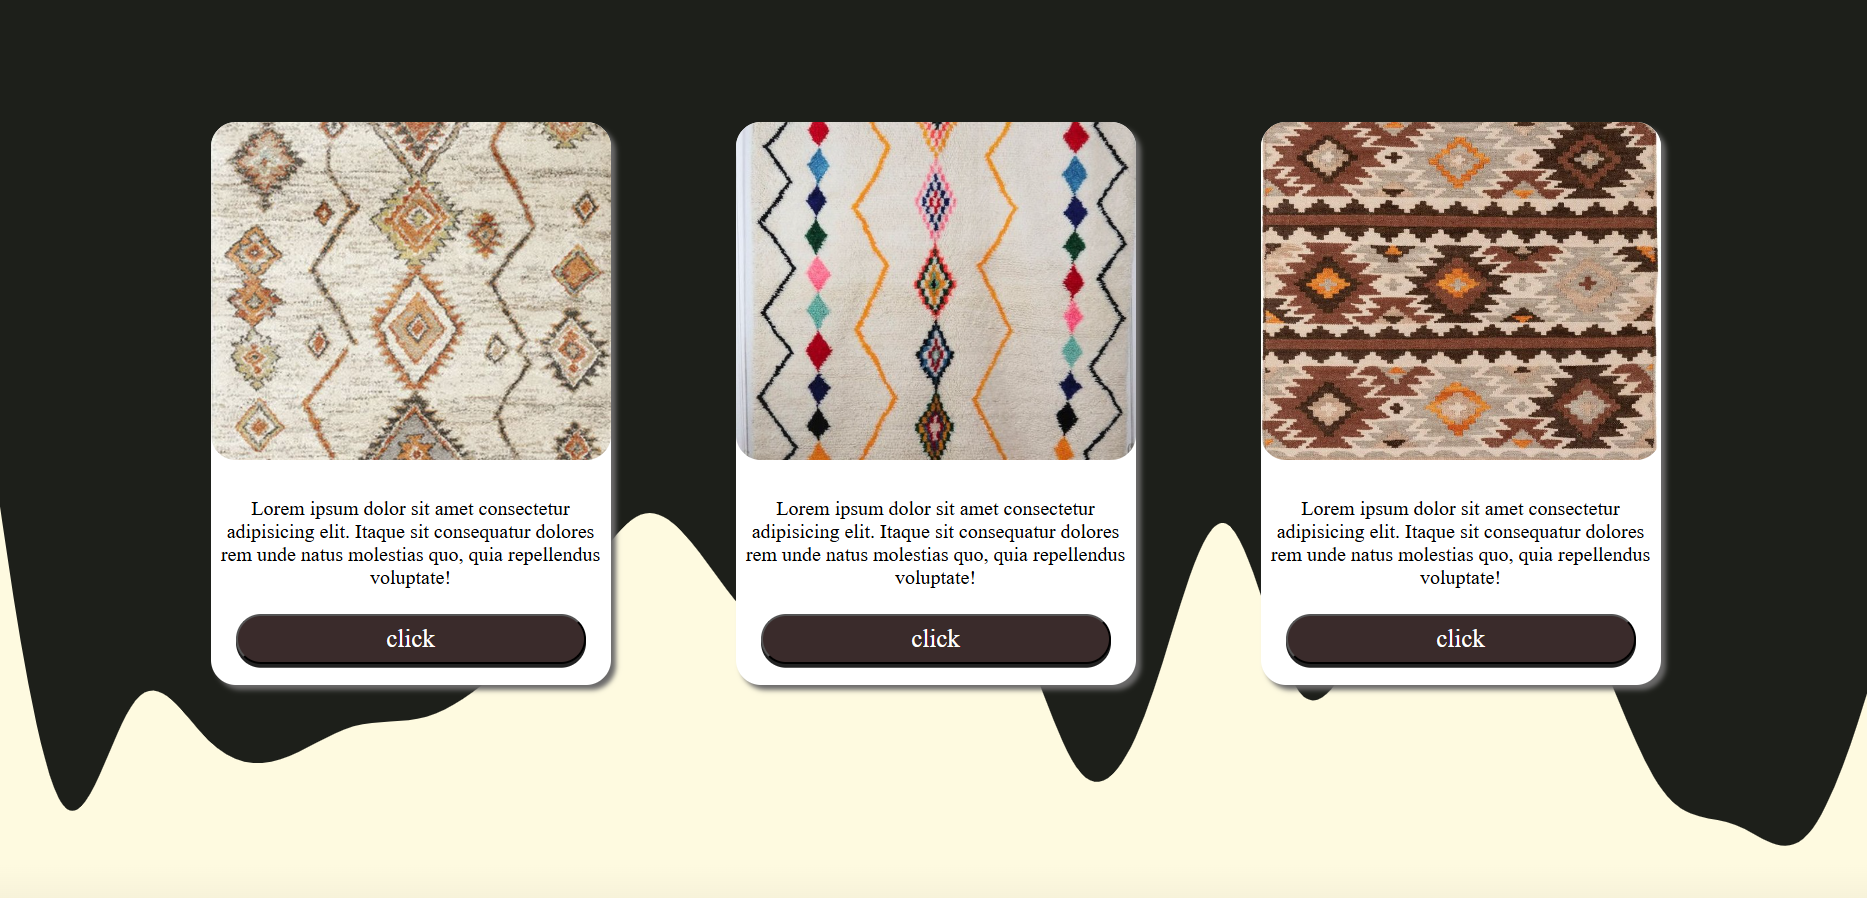 Lorem ipsum dolor sit amet consectetur
adipisicing elit. Itaque sit consequatur dolores
rem unde natus molestias quo, quia repellendus
voluptate!
click
Lorem ipsum dolor sit amet consectetur
adipisicing elit. Itaque sit consequatur dolores
rem unde natus molestias quo, quia repellendus
voluptate!
click
Lorem ipsum dolor sit amet consectetur
adipisicing elit. Itaque sit consequatur dolores
rem unde natus molestias quo, quia repellendus
voluptate!
click